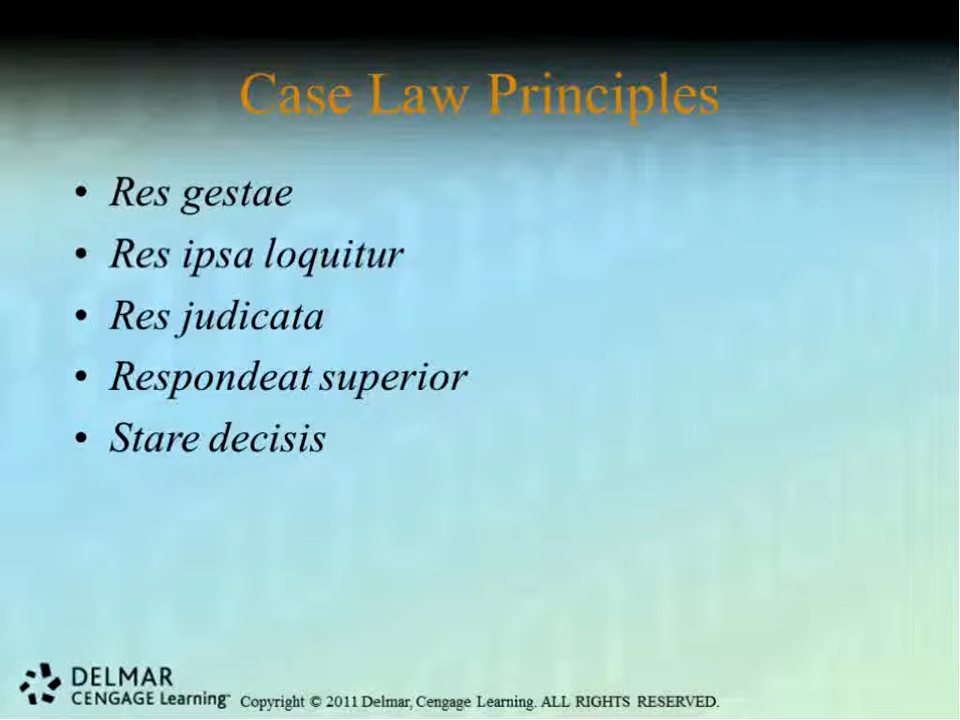 Case Law Principles
• Res gestae
• Res ipsa loquitur
• Res judicata
• Respondeat superior
• Stare decisis
DELMAR
CENGAGE Learning™
Copyright © 2011 Delmar, Cengage Learning. ALL RIGHTS RESERVED.